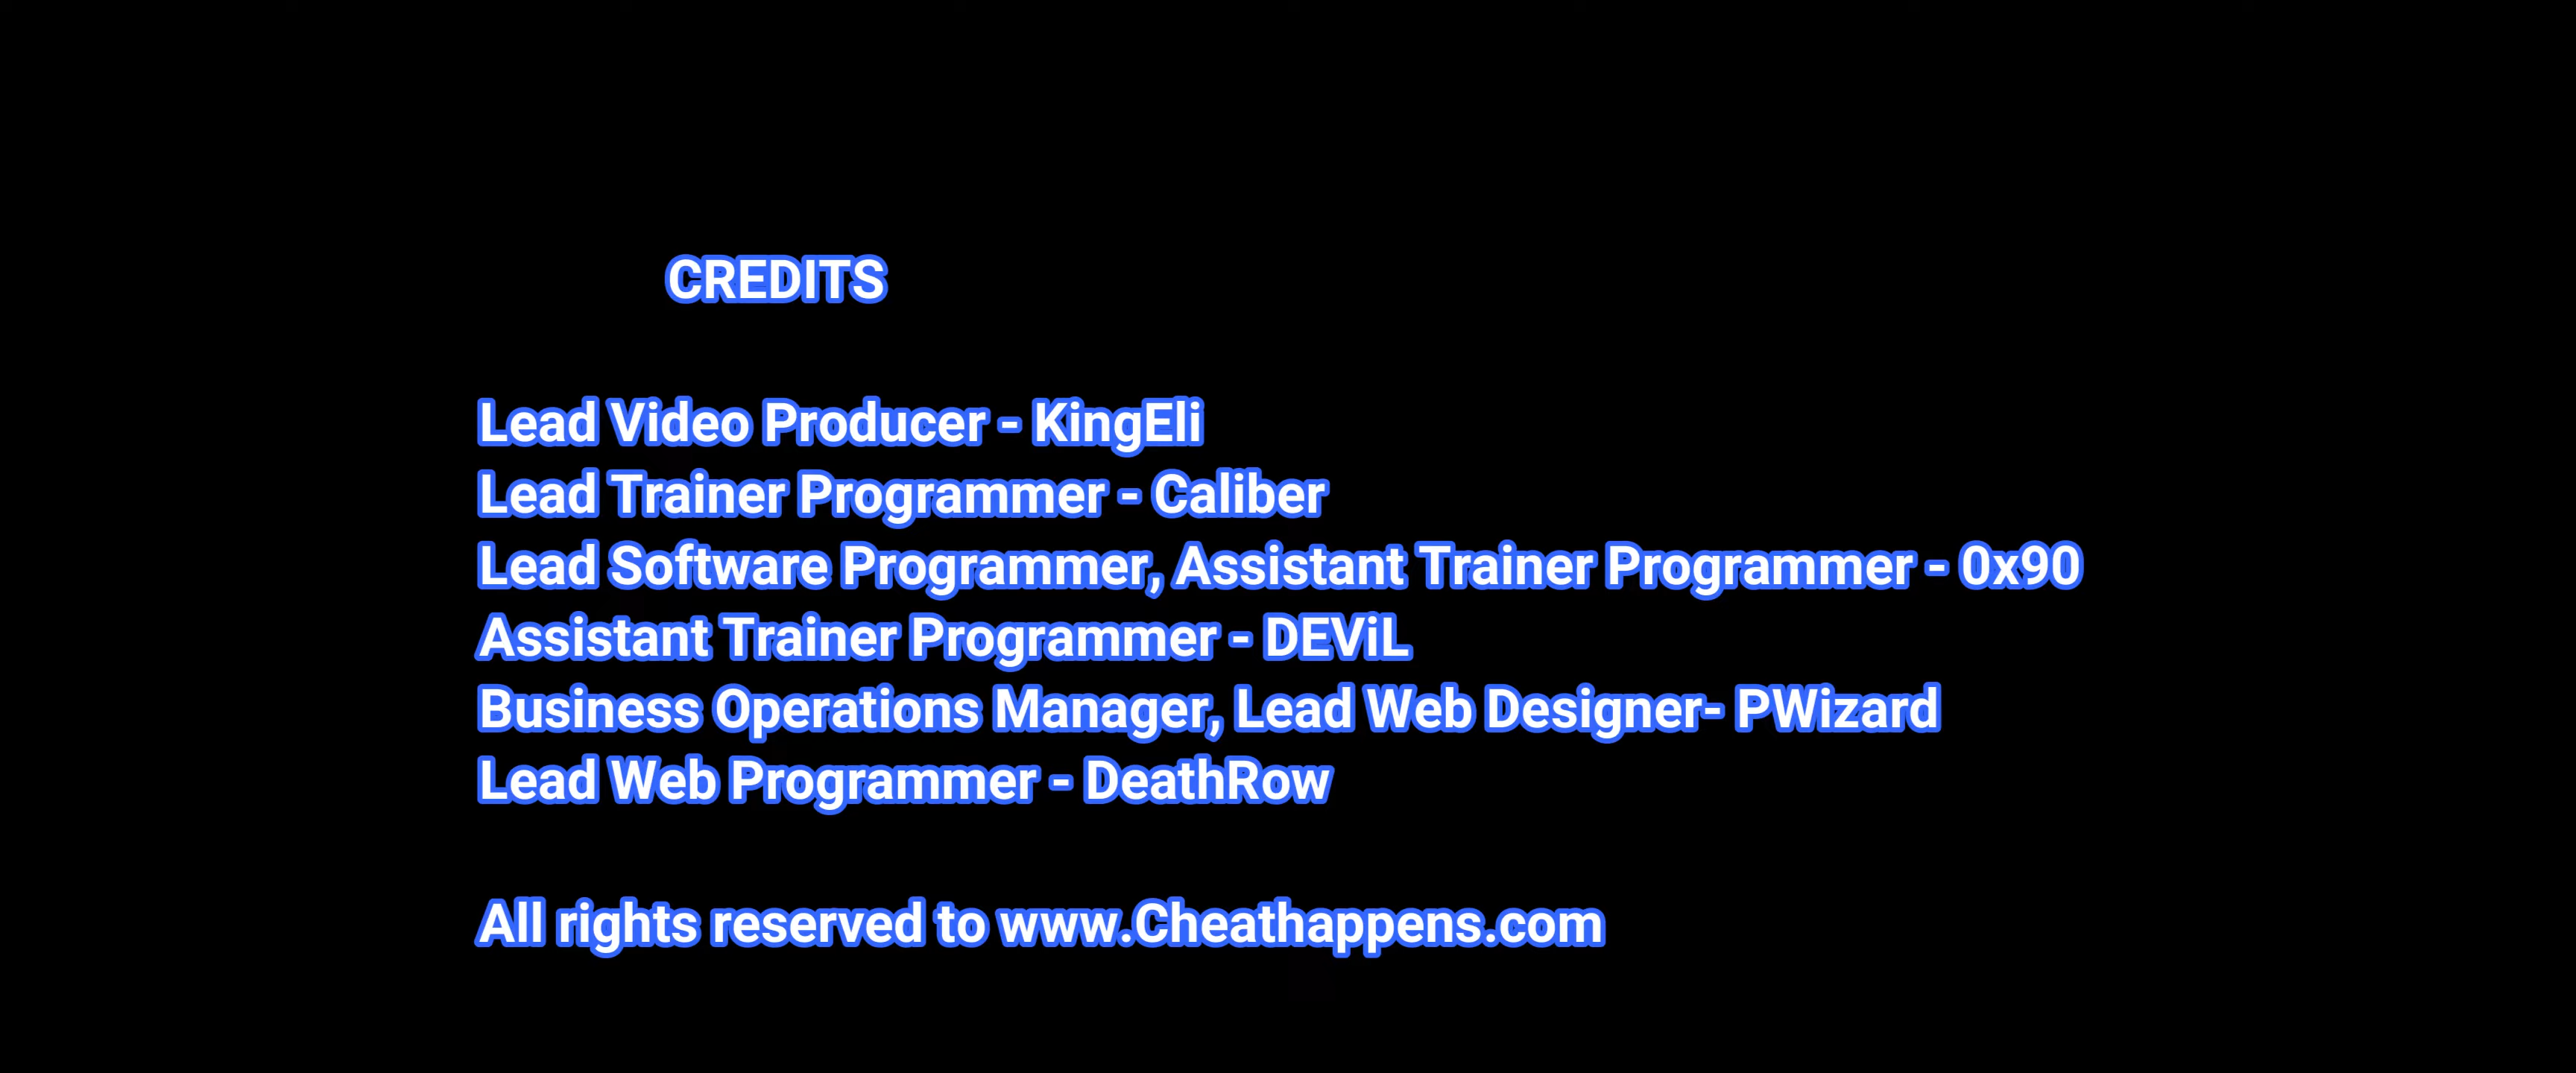 CREDITS
Lead Video Producer - KingEli
Lead Trainer Programmer - Caliber
Lead Software Programmer, Assistant Trainer Programmer - 0x90
Assistant Trainer Programmer - DEViL
Business Operations Manager, Lead Web Designer- PWizard
Lead Web Programmer - DeathRow
All rights reserved to www.Cheathappens.com